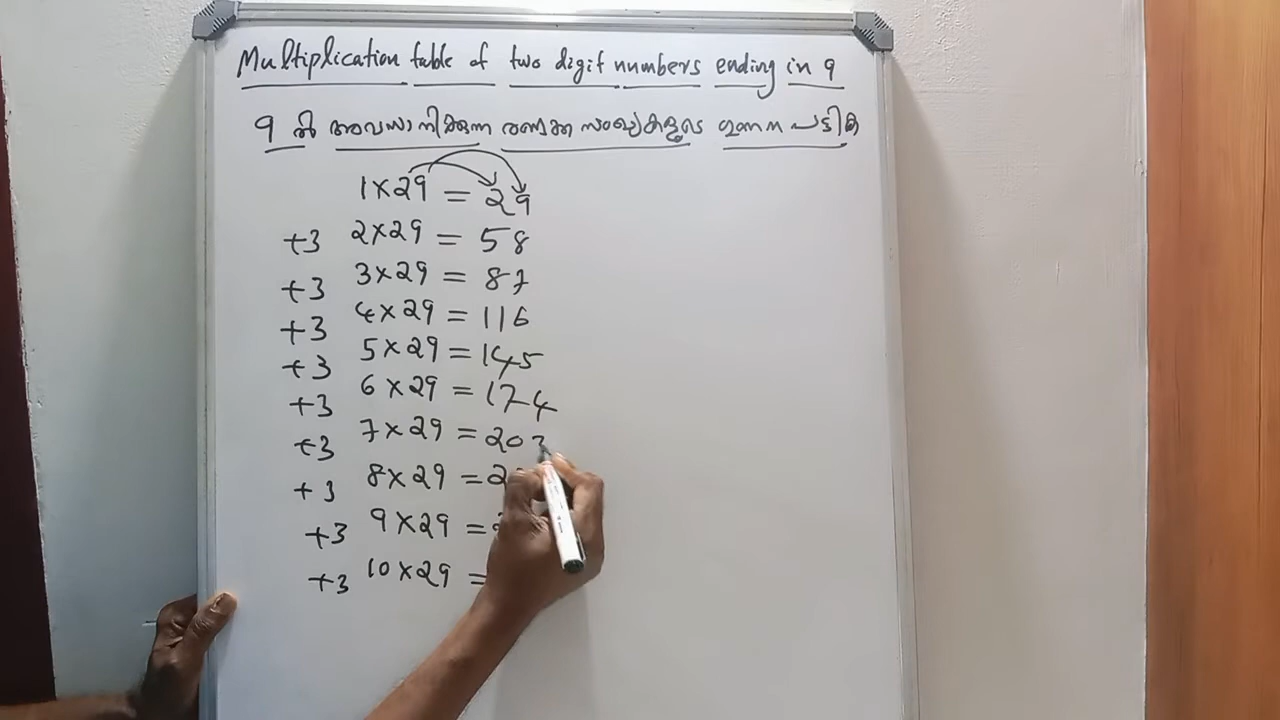 Multiplication table of two digit numbers ending in 9
9 ൽ അവസാനിക്കുന്ന രണ്ടക്ക സംഖ്യകളുടെ ഗുണന പട്ടിക
1×29 = 29
+3 2×29 = 58
+3 3×29 = 87
+3 4×29 = 116
+3 5×29 = 145
+3 6×29 = 174
+3 7×29 = 203
+3 8×29 = 2
+3 9×29 =
+3 10×29 =